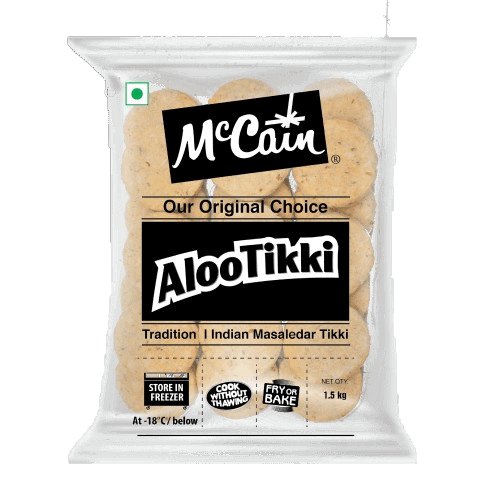 McCain®
Our Original Choice
AlooTikki
Tradition | Indian Masaledar Tikki
STORE IN
FREEZER
At -18°C / below
COOK
WITHOUT
THAWING
FRY OR
BAKE
NET. QTY.
1.5 kg